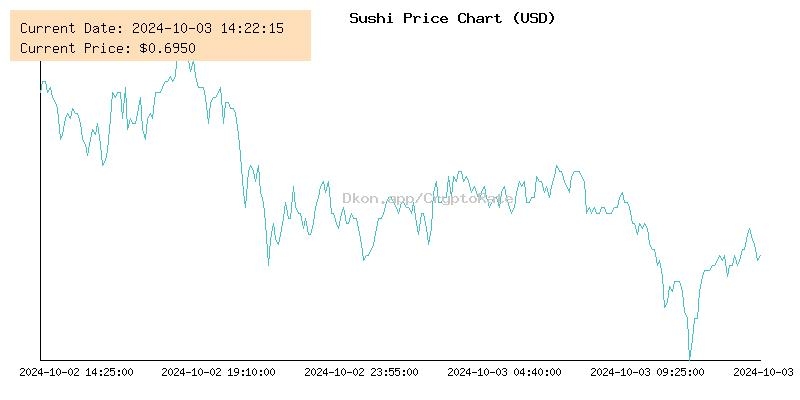 Sushi Price Chart (USD)
Current Date: 2024-10-03 14:22:15
Current Price: $0.6950
Dkon.app/CryptoKate
2024-10-02 14:25:00
2024-10-02 19:10:00
2024-10-02 23:55:00
2024-10-03 04:40:00
2024-10-03 09:25:00
2024-10-03